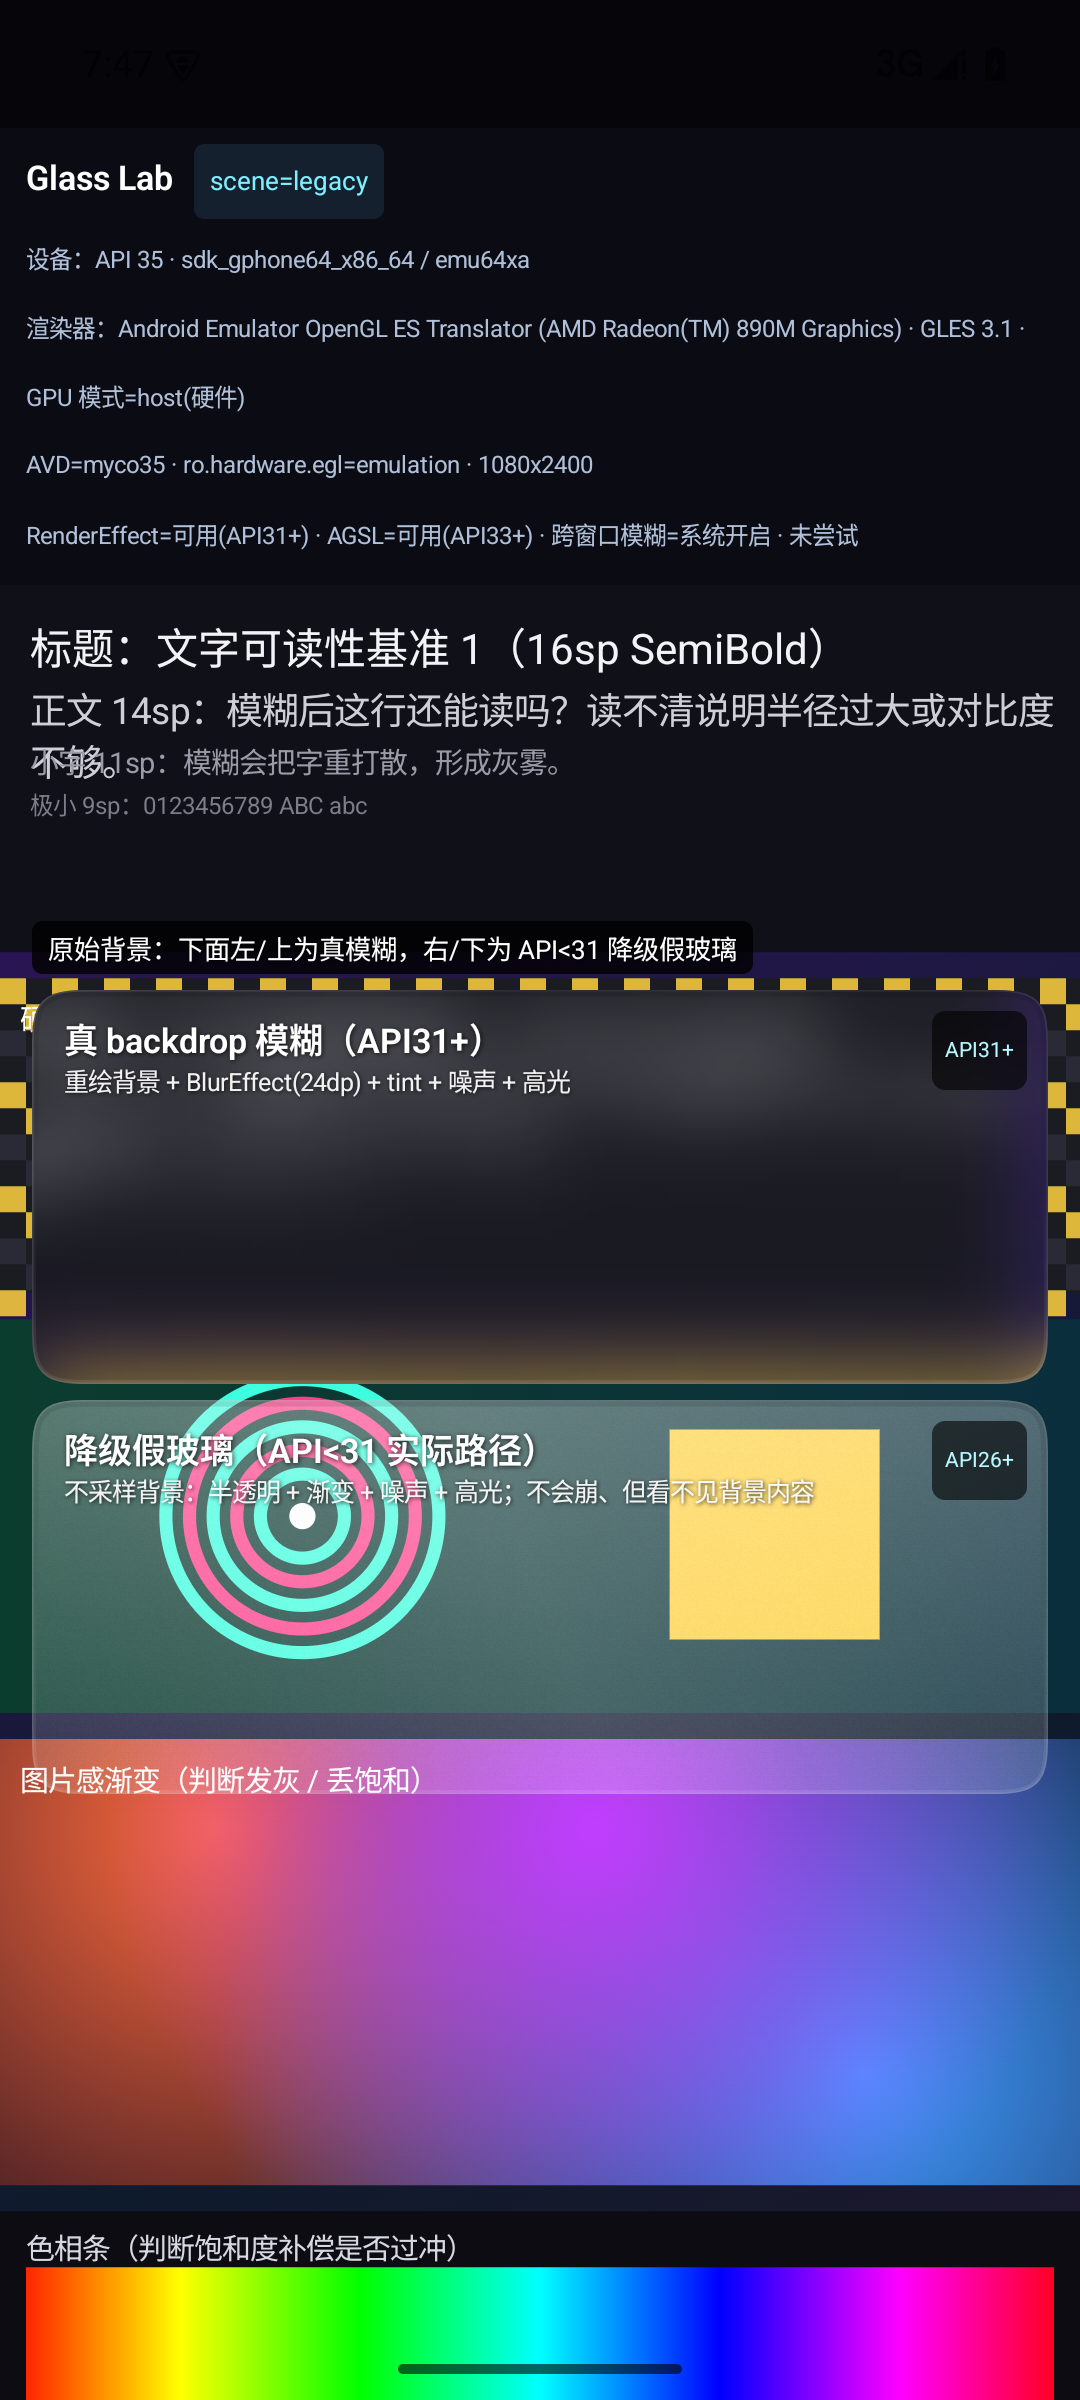 7:47
3G
Glass Lab
scene=legacy
设备：API 35 · sdk_gphone64_x86_64 / emu64xa
渲染器：Android Emulator OpenGL ES Translator (AMD Radeon(TM) 890M Graphics) · GLES 3.1 ·
GPU 模式=host(硬件)
AVD=myco35 · ro.hardware.egl=emulation · 1080x2400
RenderEffect=可用(API31+) · AGSL=可用(API33+) · 跨窗口模糊=系统开启 · 未尝试
标题：文字可读性基准 1（16sp SemiBold）
正文 14sp：模糊后这行还能读吗？读不清说明半径过大或对比度
不够。
小字 11sp：模糊会把字重打散，形成灰雾。
极小 9sp：0123456789 ABC abc
原始背景：下面左/上为真模糊，右/下为 API<31 降级假玻璃
真 backdrop 模糊（API31+）
API31+
重绘背景 + BlurEffect(24dp) + tint + 噪声 + 高光
降级假玻璃（API<31 实际路径）
API26+
不采样背景：半透明 + 渐变 + 噪声 + 高光；不会崩、但看不见背景内容
图片感渐变（判断发灰 / 丢饱和）
色相条（判断饱和度补偿是否过冲）